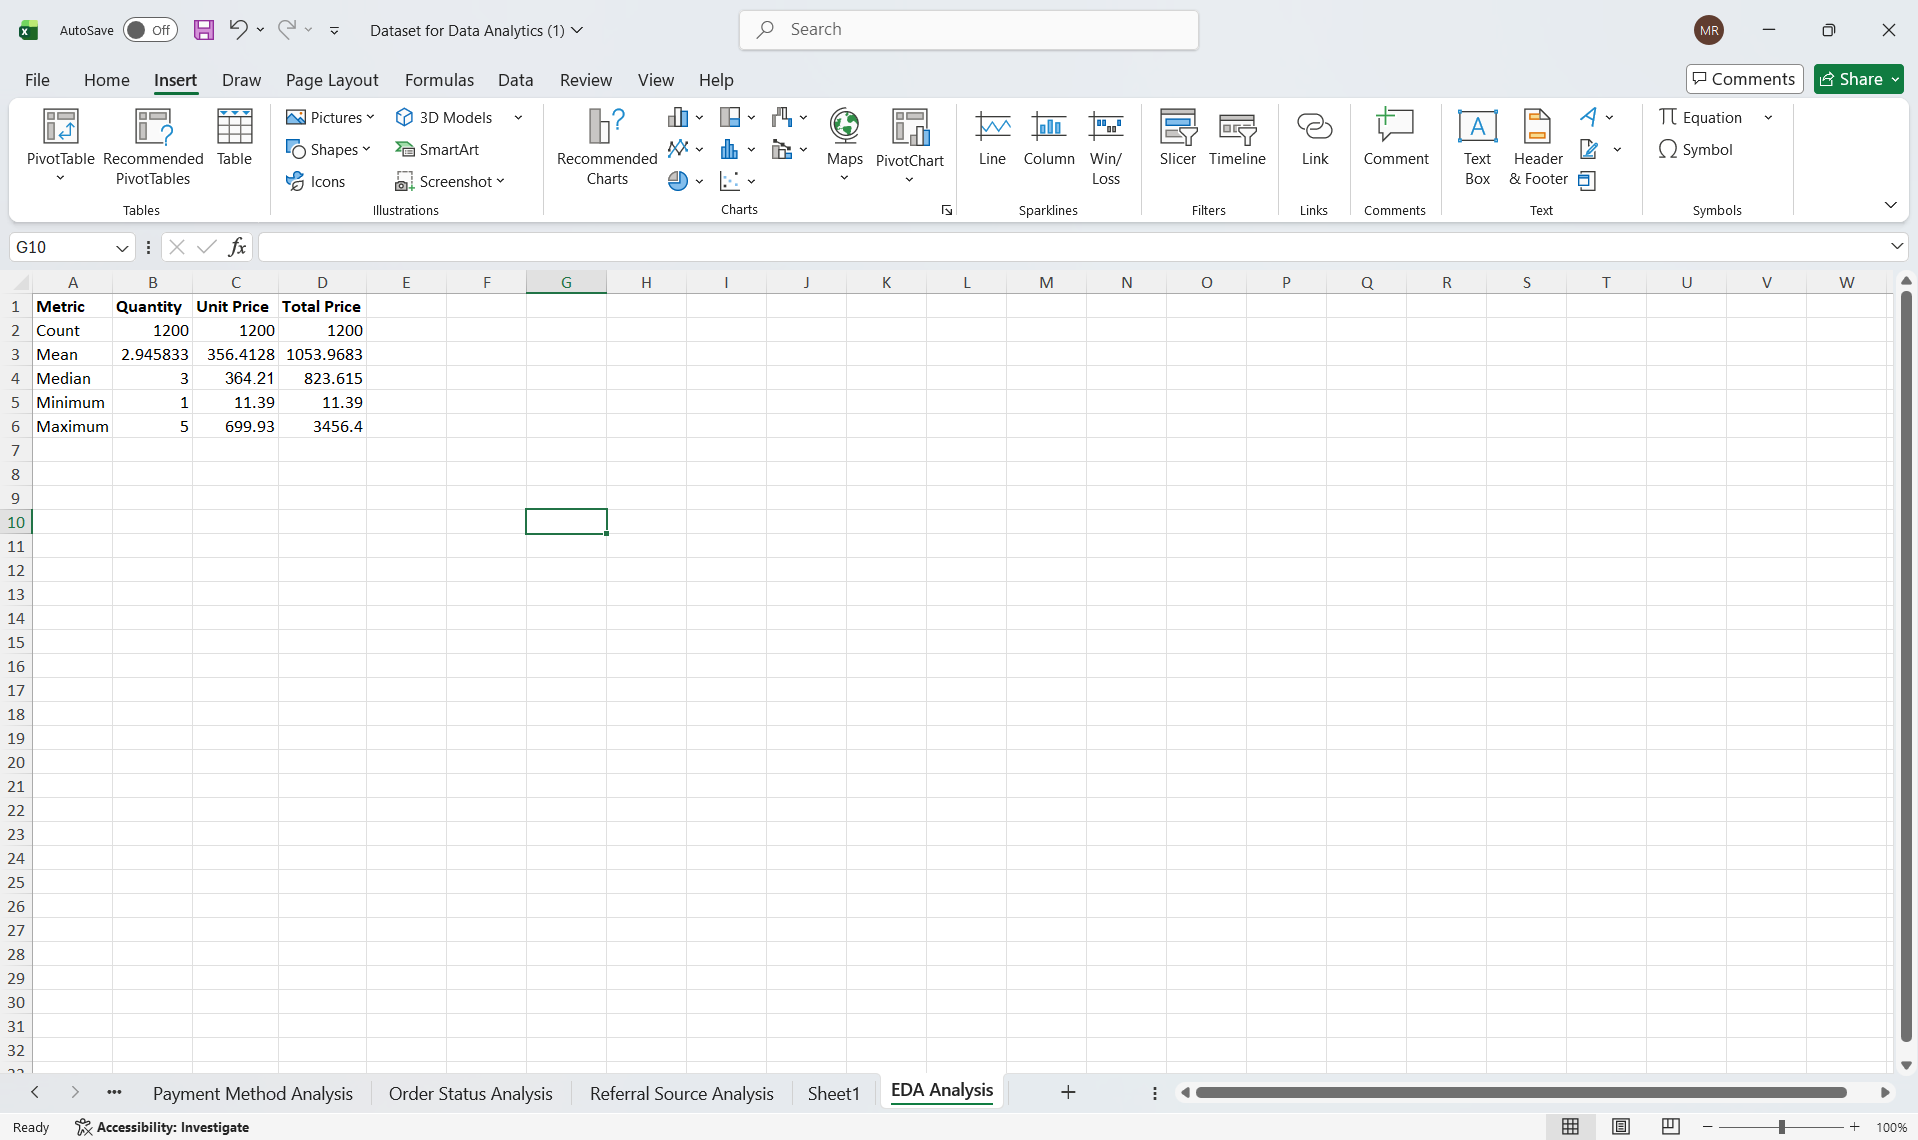 AutoSave Off Dataset for Data Analytics (1) Search MR
File Home Insert Draw Page Layout Formulas Data Review View Help Comments Share
PivotTable Recommended PivotTables Table
Tables
Pictures 3D Models
Shapes SmartArt
Icons Screenshot
Illustrations
Recommended Charts Maps PivotChart
Charts
Line Column Win/ Loss
Sparklines
Slicer Timeline
Filters
Link
Links
Comment
Comments
Text Box Header & Footer
Text
Equation
Symbol
Symbols
G10 fx
A B C D E F G H I J K L M N O P Q R S T U V W
1 Metric Quantity Unit Price Total Price
2 Count 1200 1200 1200
3 Mean 2.945833 356.4128 1053.9683
4 Median 3 364.21 823.615
5 Minimum 1 11.39 11.39
6 Maximum 5 699.93 3456.4
7
8
9
10
11
12
13
14
15
16
17
18
19
20
21
22
23
24
25
26
27
28
29
30
31
32
Payment Method Analysis Order Status Analysis Referral Source Analysis Sheet1 EDA Analysis
Ready Accessibility: Investigate 100%